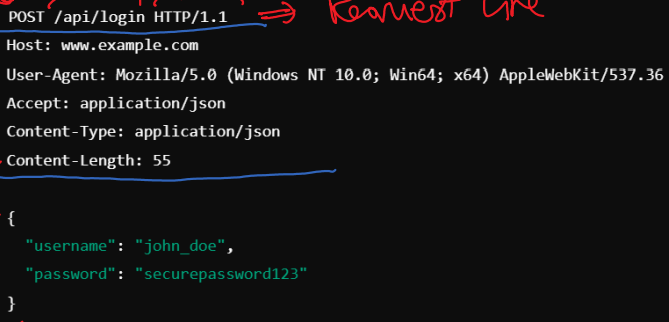 POST /api/login HTTP/1.1 ⇒ Request Line
Host: www.example.com
User-Agent: Mozilla/5.0 (Windows NT 10.0; Win64; x64) AppleWebKit/537.36
Accept: application/json
Content-Type: application/json
Content-Length: 55
{
"username": "john_doe",
"password": "securepassword123"
}